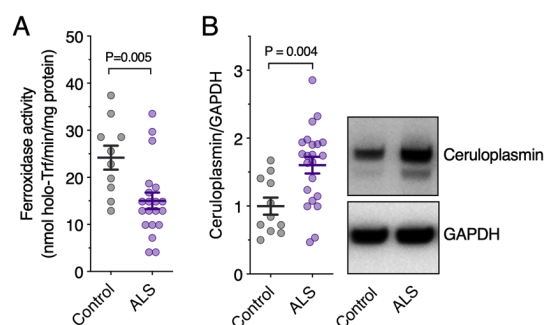 A
Ferroxidase activity
(nmol holo-Trf/min/mg protein)
50
40
30
20
10
0
P=0.005
Control
ALS
B
Ceruloplasmin/GAPDH
3
2
1
0
P = 0.004
Control
ALS
Ceruloplasmin
GAPDH
Control
ALS